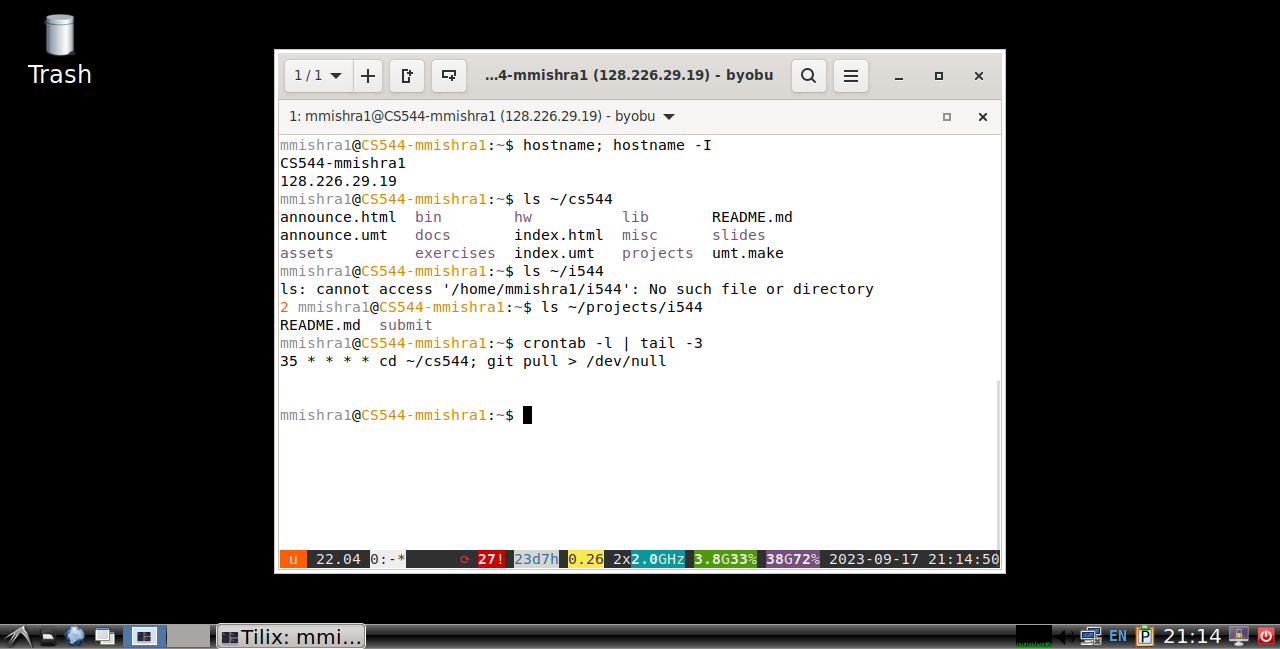 Trash
1 / 1
...4-mmishra1 (128.226.29.19) - byobu
1: mmishra1@CS544-mmishra1 (128.226.29.19) - byobu
mmishra1@CS544-mmishra1:~$ hostname; hostname -I
CS544-mmishra1
128.226.29.19
mmishra1@CS544-mmishra1:~$ ls ~/cs544
announce.html  bin        hw          lib       README.md
announce.umt   docs       index.html  misc      slides
assets         exercises  index.umt   projects  umt.make
mmishra1@CS544-mmishra1:~$ ls ~/i544
ls: cannot access '/home/mmishra1/i544': No such file or directory
2 mmishra1@CS544-mmishra1:~$ ls ~/projects/i544
README.md  submit
mmishra1@CS544-mmishra1:~$ crontab -l | tail -3
35 * * * * cd ~/cs544; git pull > /dev/null
mmishra1@CS544-mmishra1:~$
u 22.04 0:-* 27! 23d7h 0.26 2x2.0GHz 3.8G33% 38G72% 2023-09-17 21:14:50
Tilix: mmi...
EN P 21:14